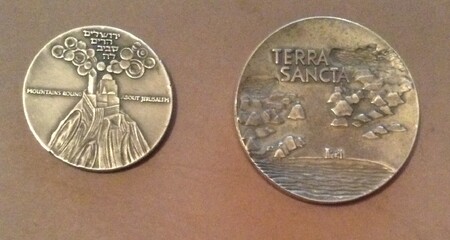 ירושלים
הרים
סביב
לה
MOUNTAINS ROUND
BOUT JERUSALEM
TERRA
SANCTA